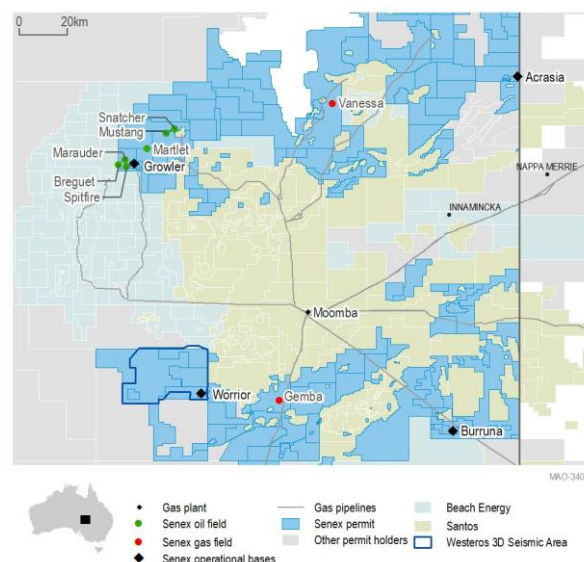 0 20km
Acrasia
Vanessa
Snatcher
Mustang
Martlet
Marauder
Growler
Breguet
Spitfire
NAPPA MERRIE
INNAMINCKA
Moomba
Worrior
Gemba
Burruna
MAO-340
Gas plant
Senex oil field
Senex gas field
Senex operational bases
Gas pipelines
Senex permit
Other permit holders
Beach Energy
Santos
Westeros 3D Seismic Area